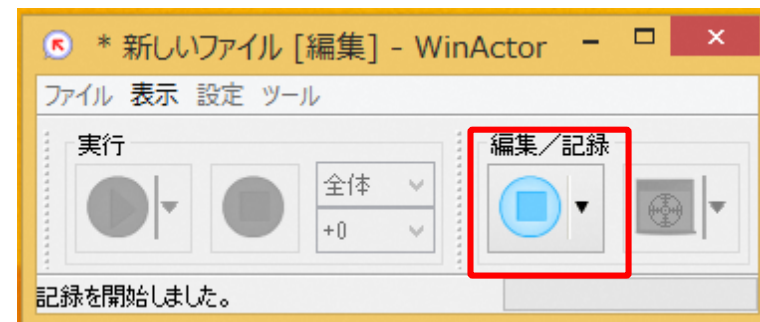 * 新しいファイル [編集] - WinActor
ファイル 表示 設定 ツール
実行
編集／記録
全体
+0
記録を開始しました。